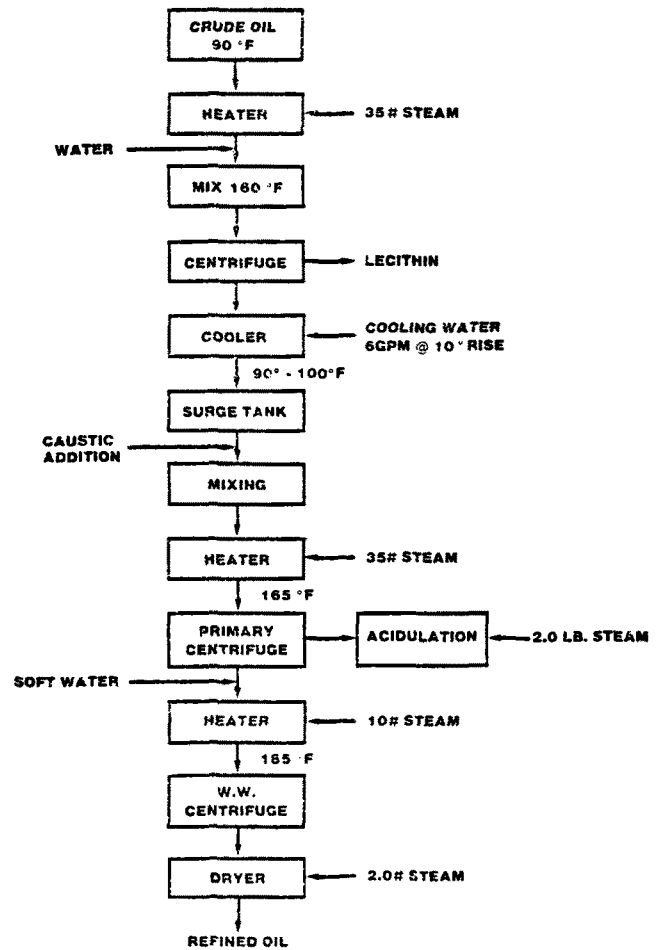 CRUDE OIL
90 °F
HEATER
35# STEAM
WATER
MIX 160 °F
CENTRIFUGE
LECITHIN
COOLER
COOLING WATER
6GPM @ 10° RISE
90° - 100°F
SURGE TANK
CAUSTIC
ADDITION
MIXING
HEATER
35# STEAM
165 °F
PRIMARY
CENTRIFUGE
ACIDULATION
2.0 LB. STEAM
SOFT WATER
HEATER
10# STEAM
185 °F
W.W.
CENTRIFUGE
DRYER
2.0# STEAM
REFINED OIL